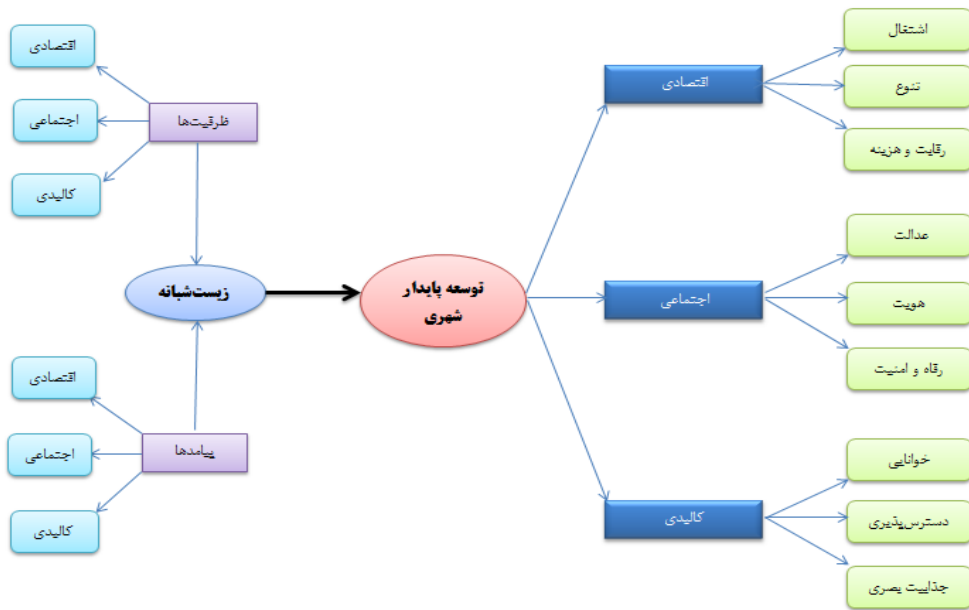 اقتصادی
اجتماعی
کالبدی
ظرفیت‌ها
زیست‌شبانه
اقتصادی
اجتماعی
کالبدی
پیامدها
توسعه پایدار
شهری
اقتصادی
اشتغال
تنوع
رقابت و هزینه
اجتماعی
عدالت
هویت
رفاه و امنیت
کالبدی
خوانایی
دسترس‌پذیری
جذابیت بصری